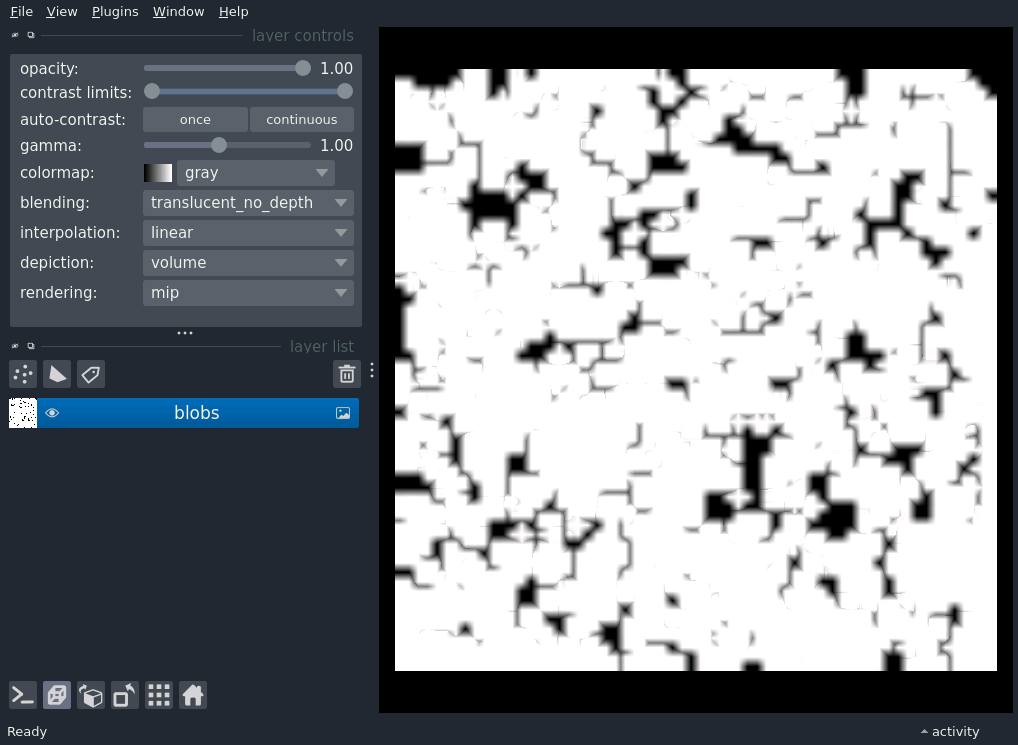 File View Plugins Window Help
layer controls
opacity: 1.00
contrast limits:
auto-contrast: once continuous
gamma: 1.00
colormap: gray
blending: translucent_no_depth
interpolation: linear
depiction: volume
rendering: mip
layer list
blobs
Ready activity